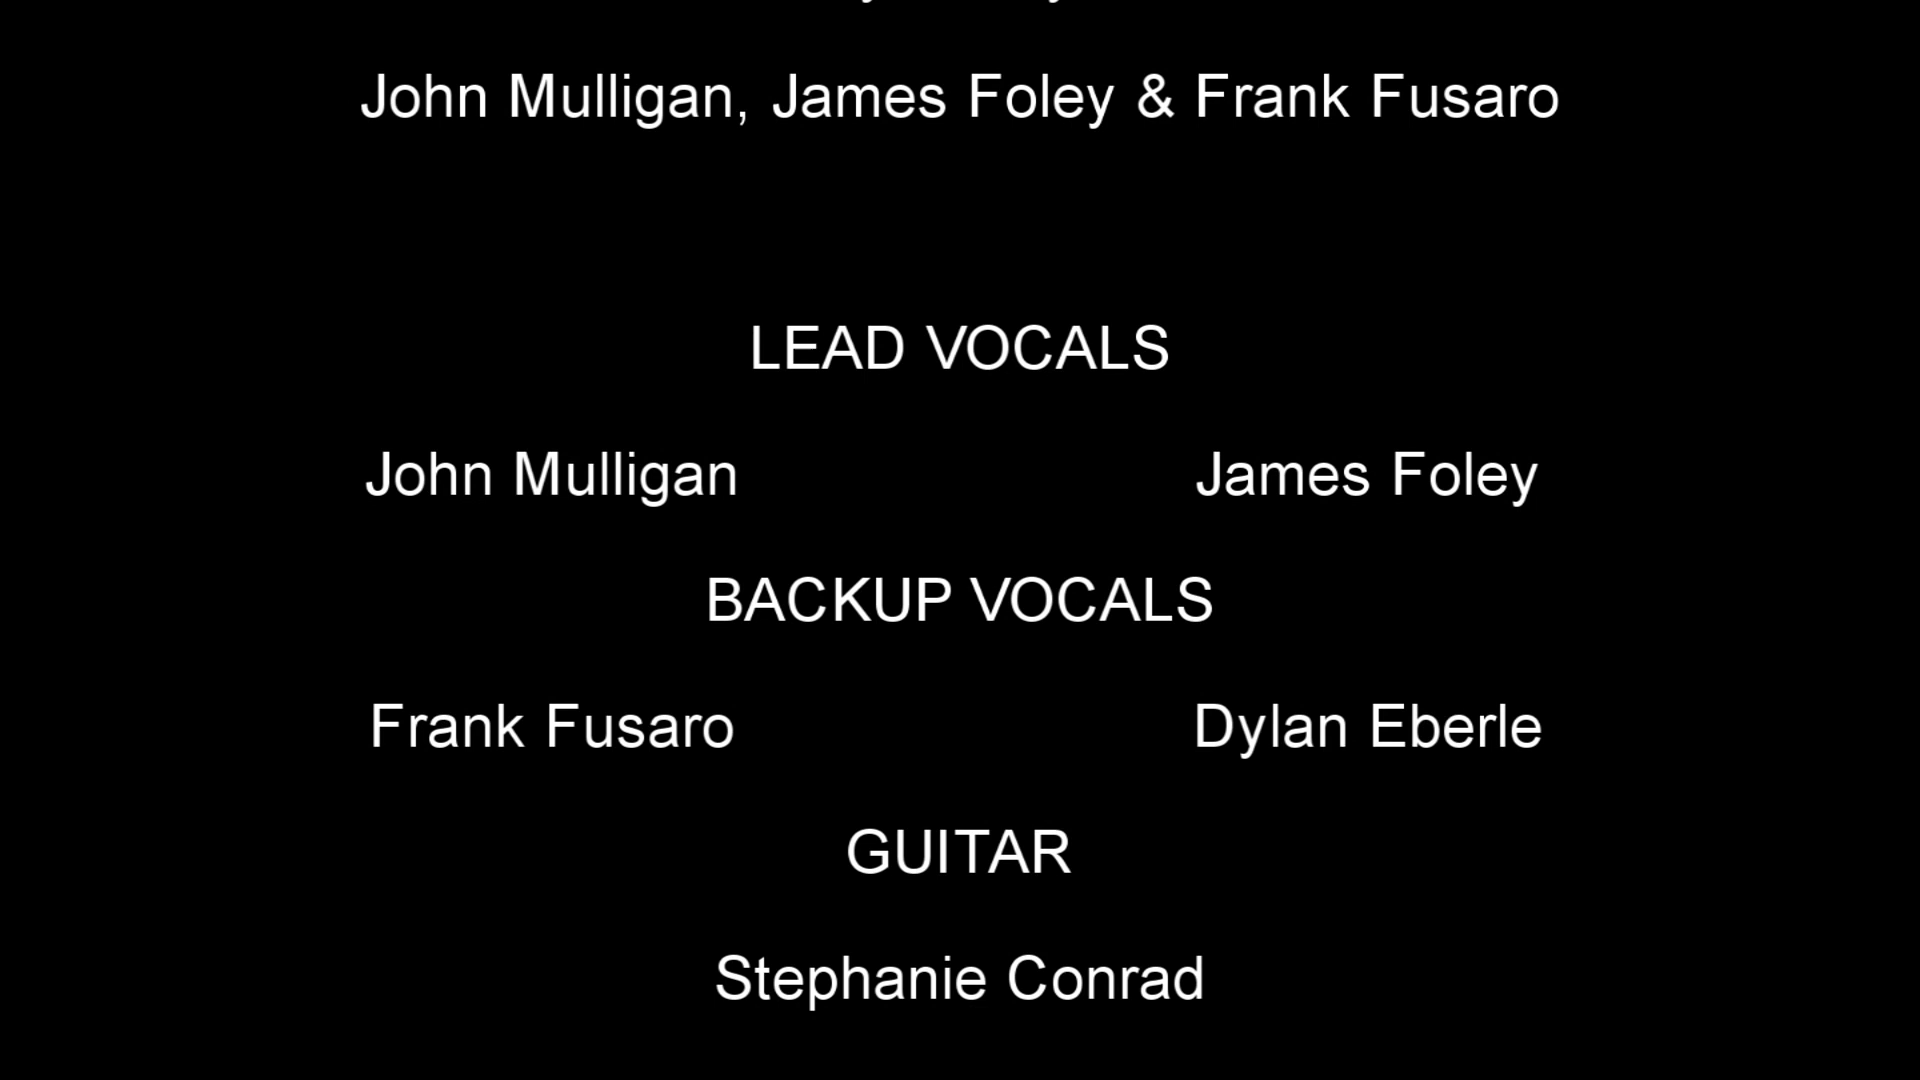 John Mulligan, James Foley & Frank Fusaro
LEAD VOCALS
John Mulligan James Foley
BACKUP VOCALS
Frank Fusaro Dylan Eberle
GUITAR
Stephanie Conrad